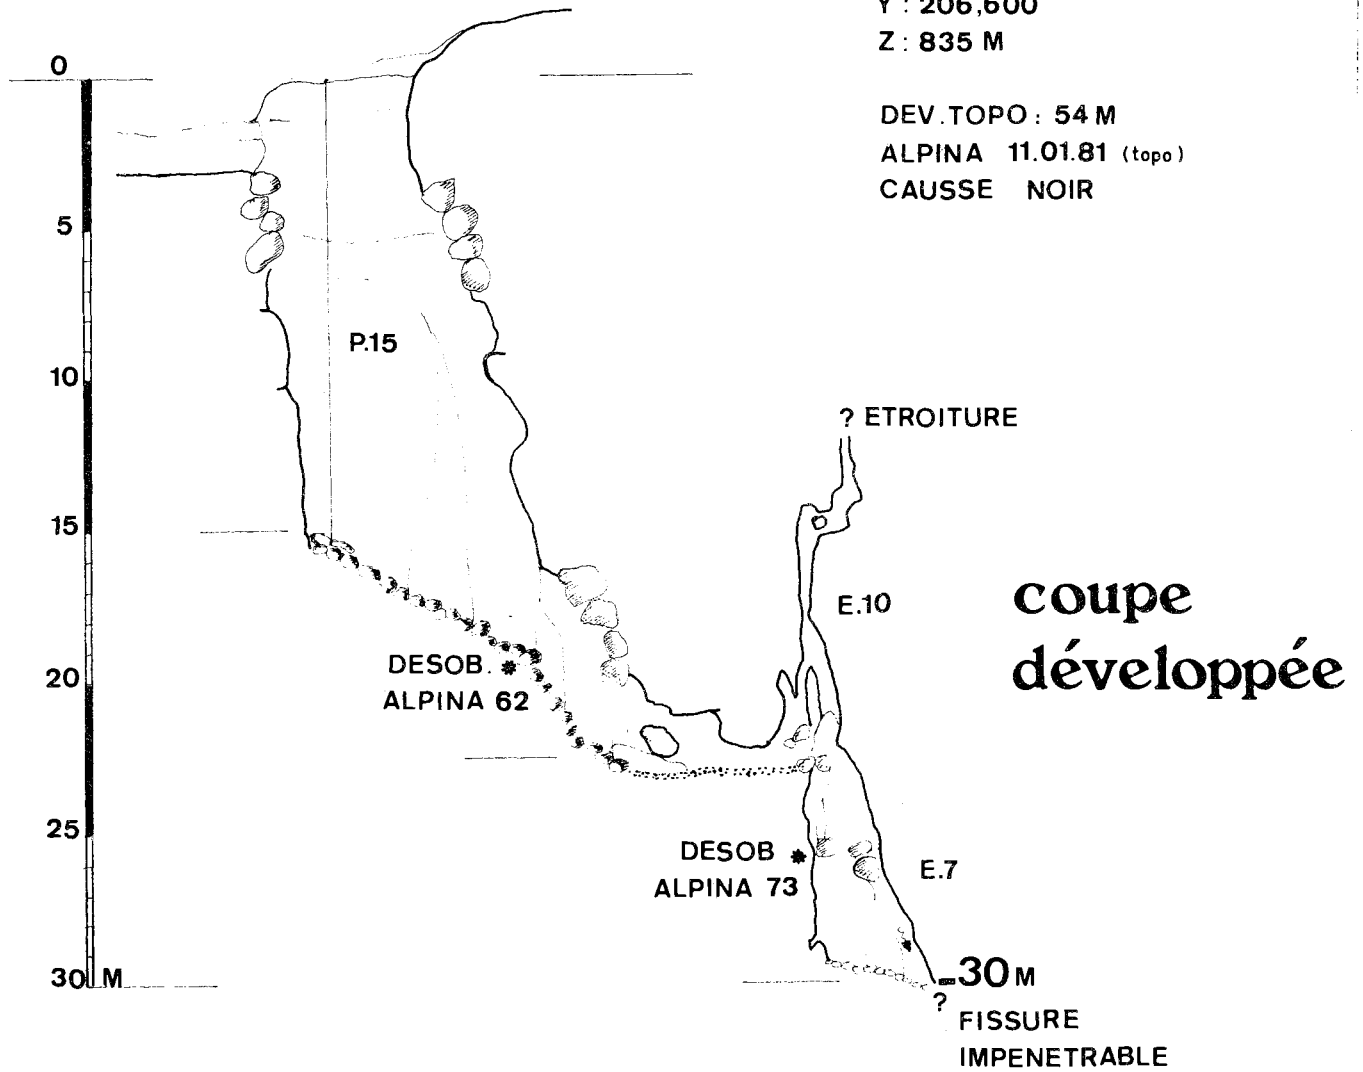 Y : 206,600
Z : 835 M
DEV.TOPO : 54 M
ALPINA 11.01.81 (topo)
CAUSSE NOIR
0
5
10
15
20
25
30 M
P.15
? ETROITURE
E.10
coupe
développée
DESOB. *
ALPINA 62
DESOB *
ALPINA 73
E.7
-30 M
?
FISSURE
IMPENETRABLE